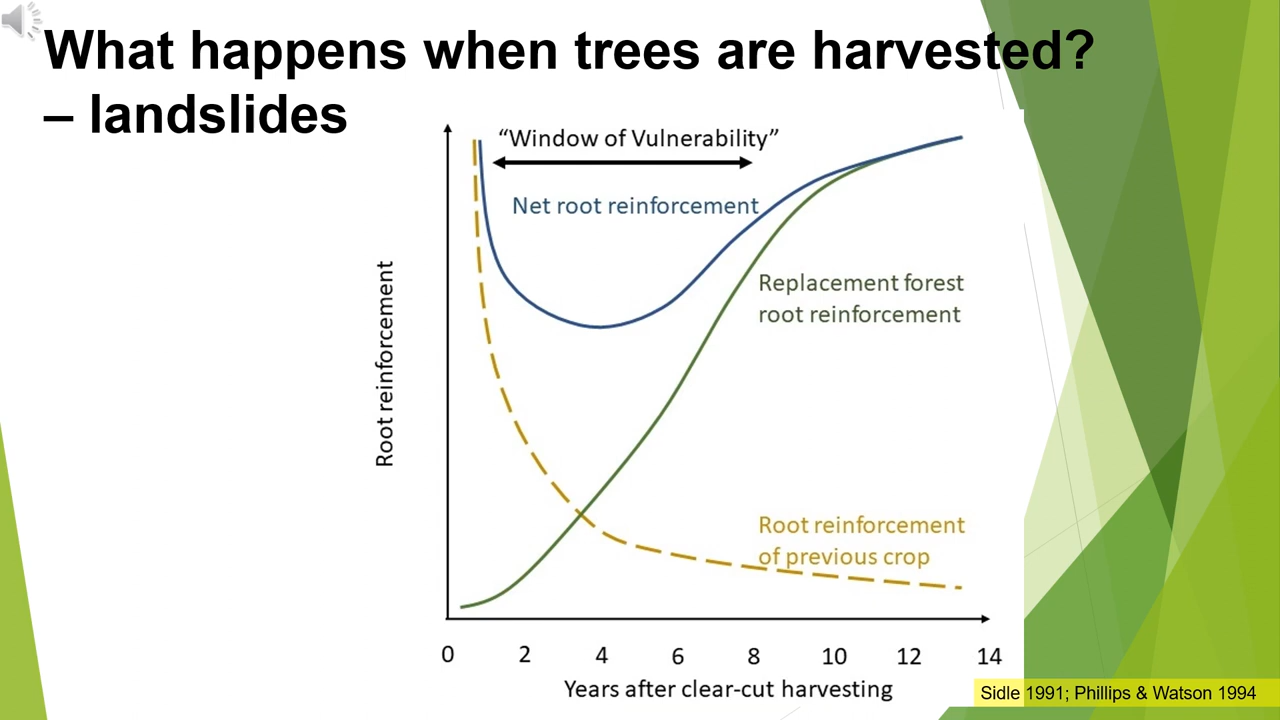 What happens when trees are harvested?
– landslides
“Window of Vulnerability”
Net root reinforcement
Root reinforcement
Replacement forest
root reinforcement
Root reinforcement
of previous crop
0 2 4 6 8 10 12 14
Years after clear-cut harvesting
Sidle 1991; Phillips & Watson 1994